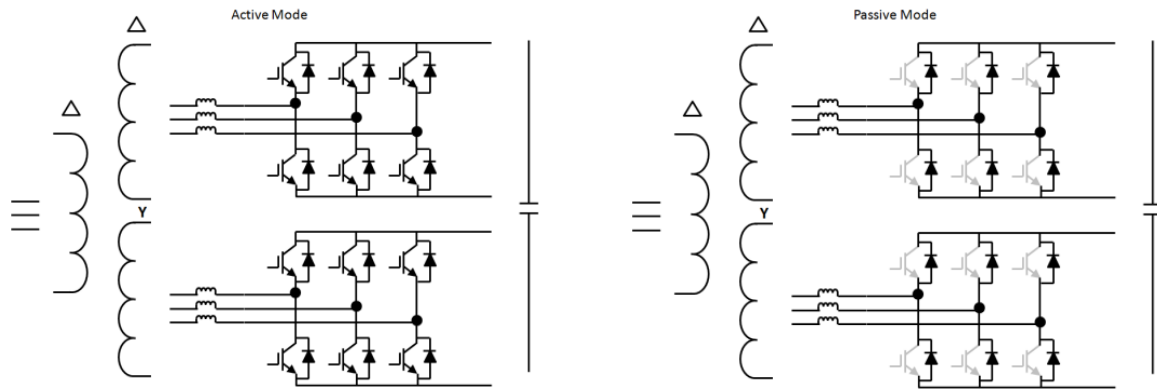 Active Mode
Δ
Δ
Y
Passive Mode
Δ
Δ
Y